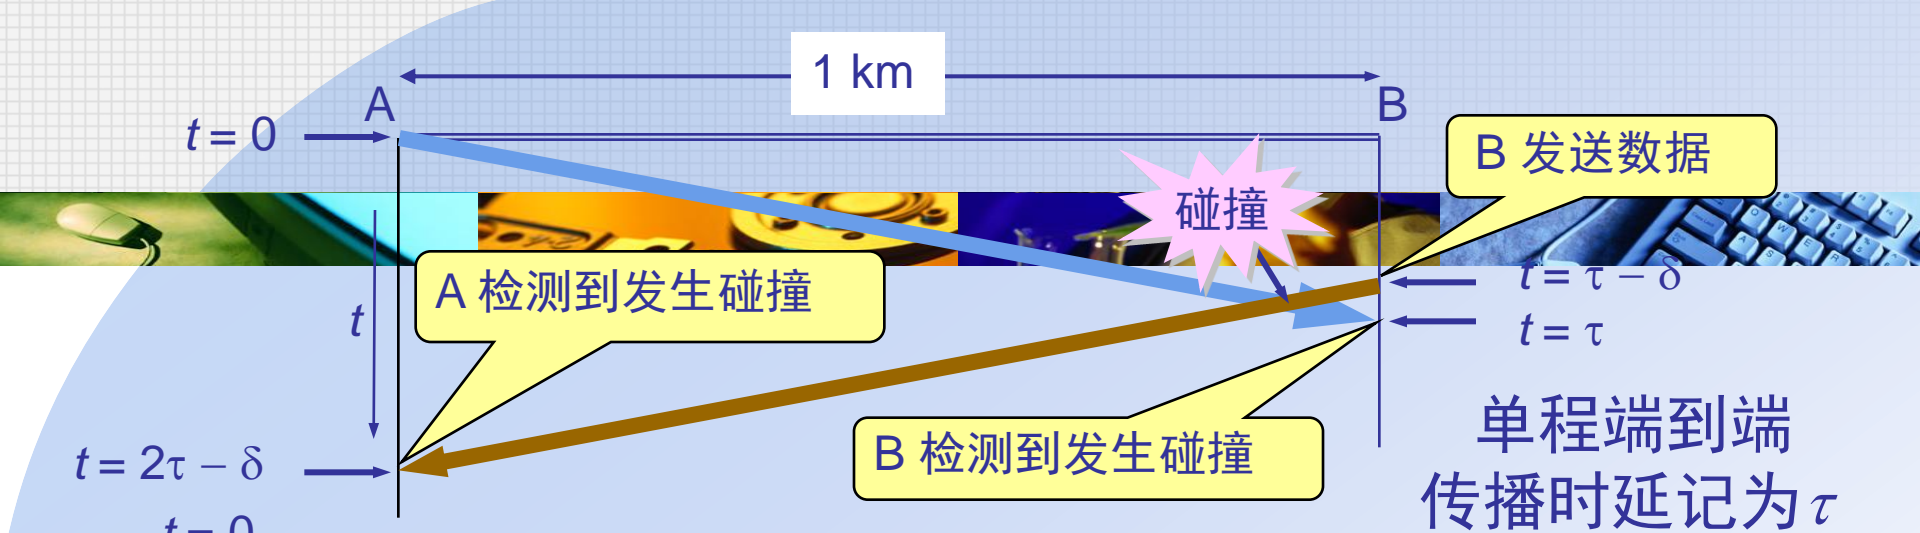 1 km
A
B
t = 0
B 发送数据
碰撞
A 检测到发生碰撞
t = τ – δ
t
t = τ
单程端到端
传播时延记为τ
B 检测到发生碰撞
t = 2τ – δ
t = 0